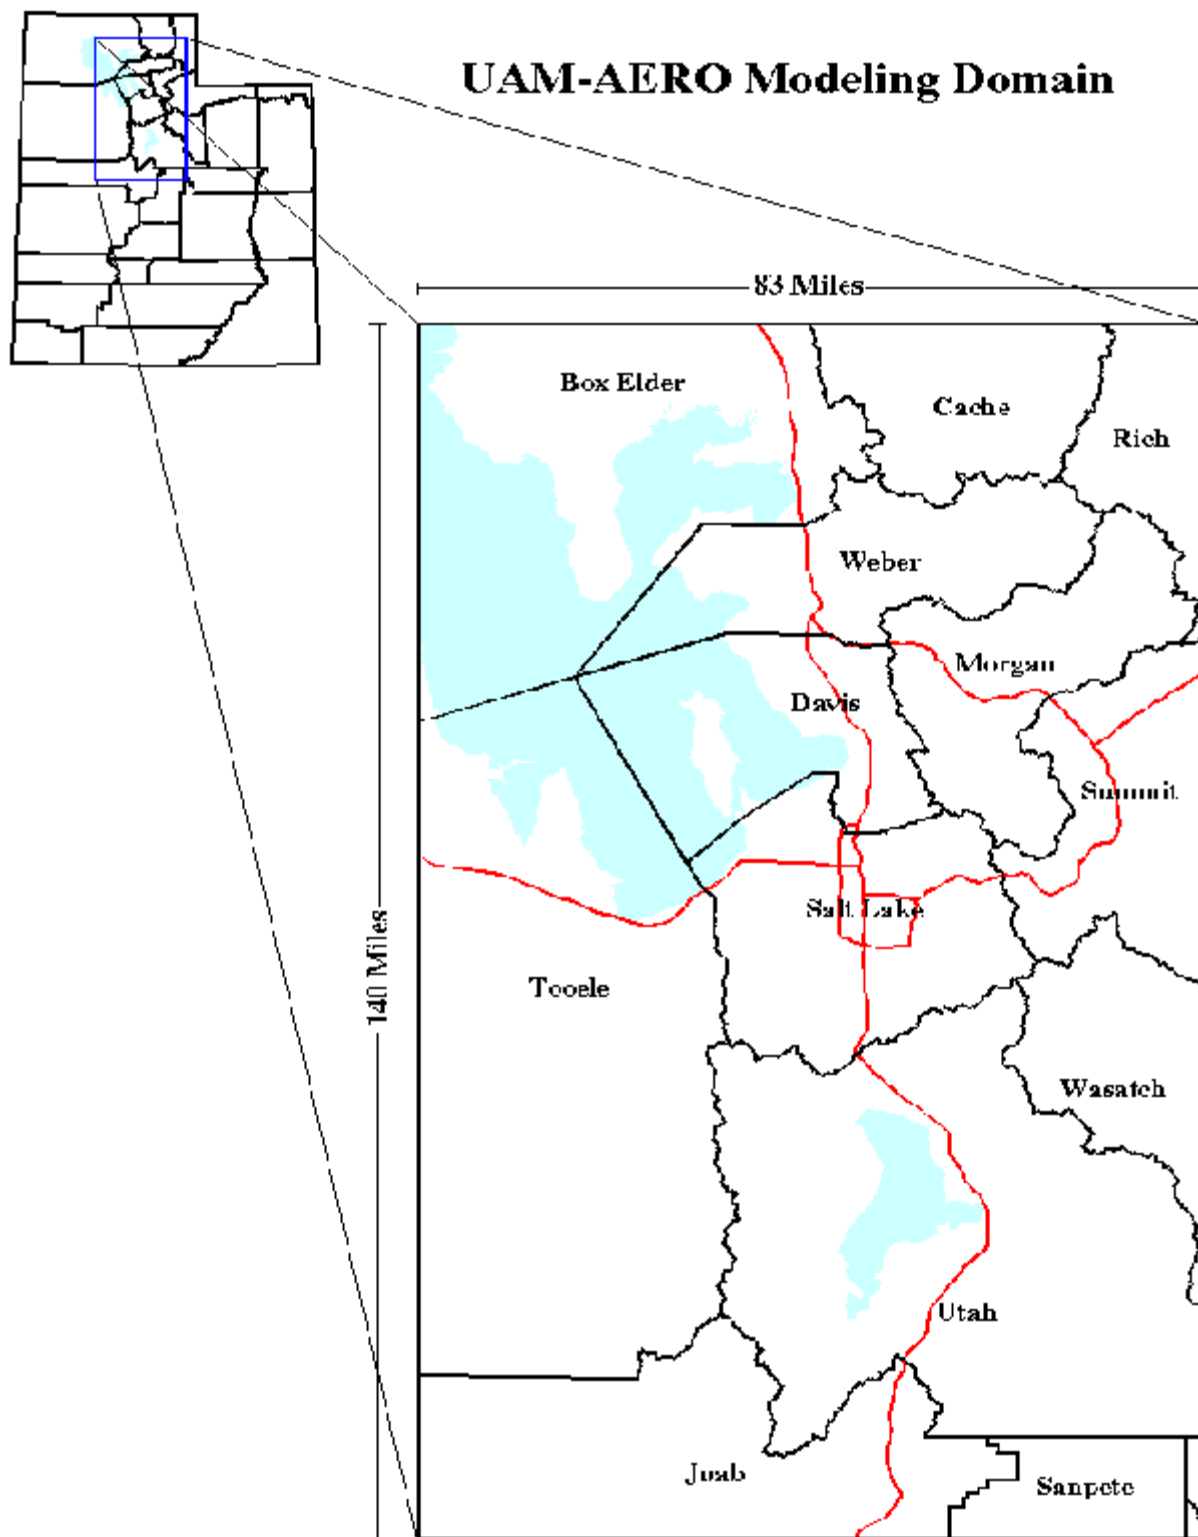 UAM-AERO Modeling Domain
83 Miles
Box Elder
Cache
Rich
Weber
Morgan
Davis
Summit
Salt Lake
140 Miles
Tooele
Wasatch
Utah
Juab
Sanpete